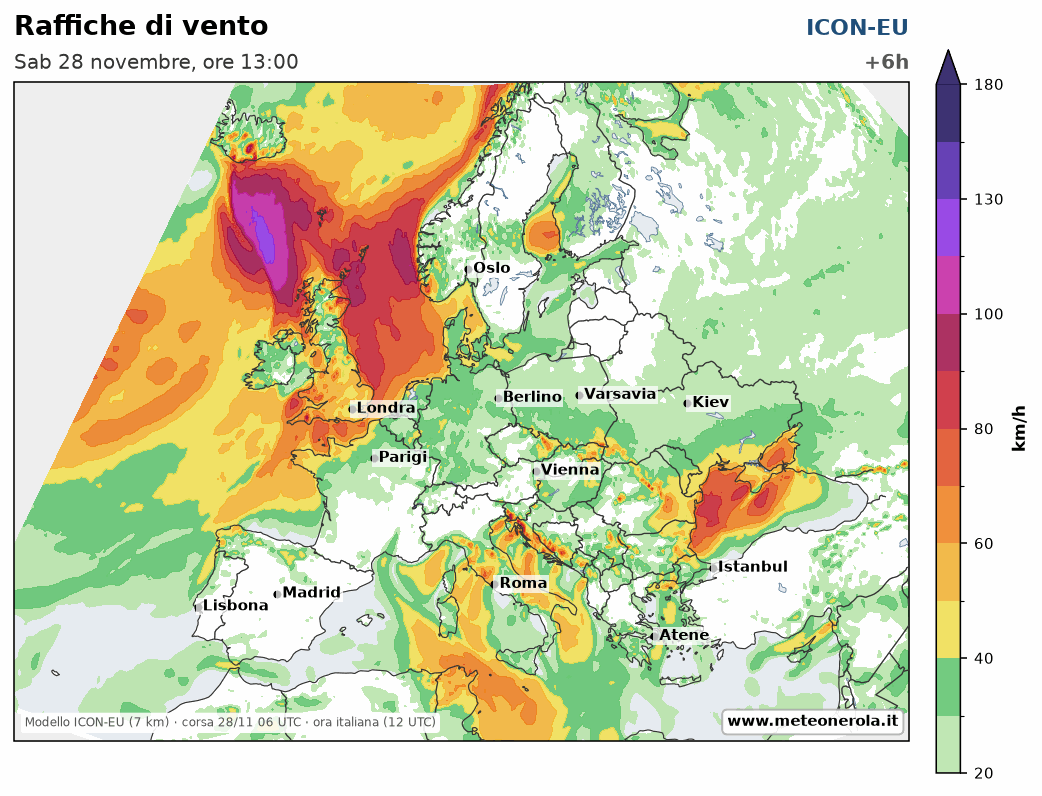 Raffiche di vento
ICON-EU
Sab 28 novembre, ore 13:00
+6h
180
130
100
80
60
40
20
km/h
Oslo
Berlino
Varsavia
Kiev
Londra
Parigi
Vienna
Istanbul
Roma
Madrid
Lisbona
Atene
Modello ICON-EU (7 km) · corsa 28/11 06 UTC · ora italiana (12 UTC)
www.meteonerola.it